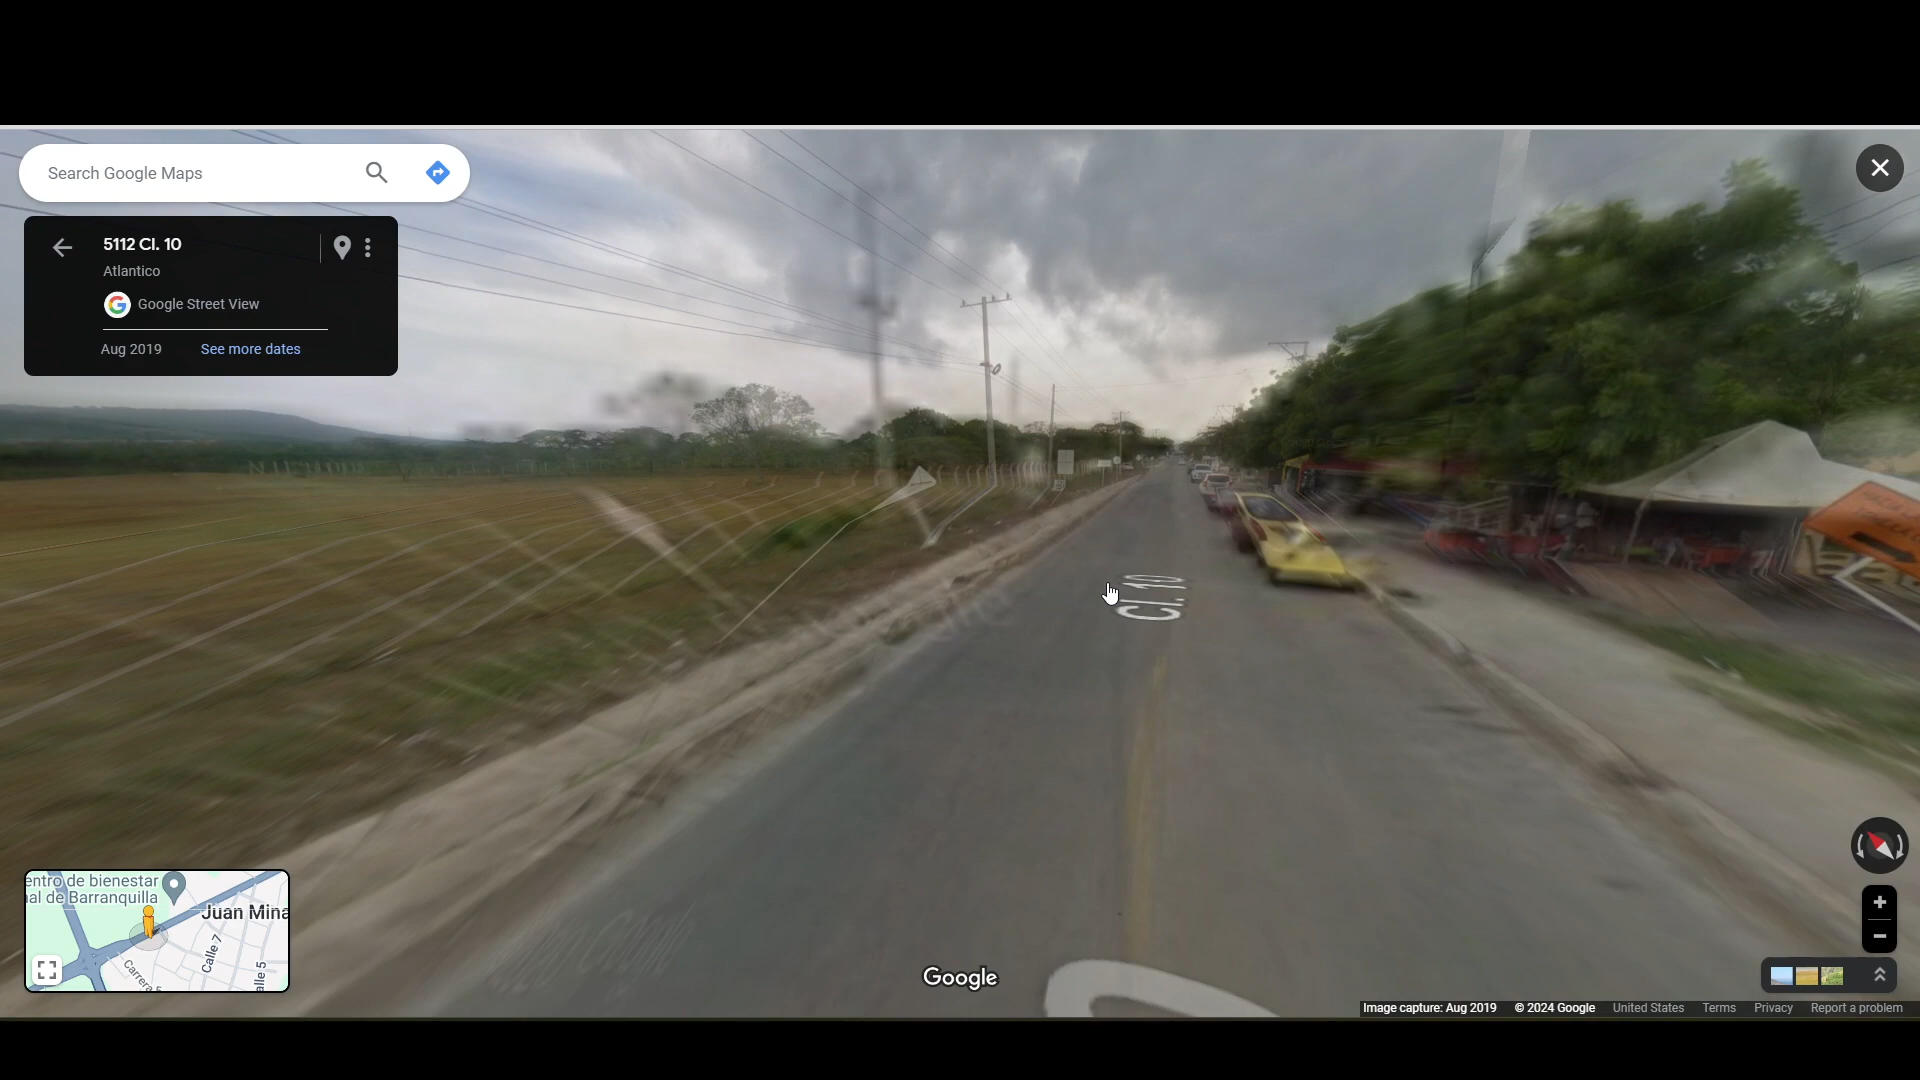 Search Google Maps
5112 Cl. 10
Atlantico
Google Street View
Aug 2019 See more dates
Cl. 10
entro de bienestar
al de Barranquilla
Juan Mina
Calle 7
Carrera 5
alle 5
Google
Image capture: Aug 2019 © 2024 Google United States Terms Privacy Report a problem